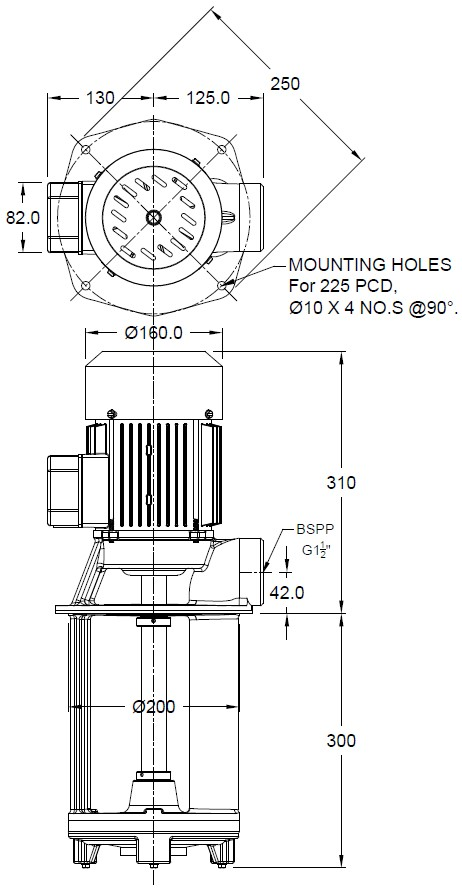 250
130
125.0
82.0
MOUNTING HOLES
For 225 PCD,
Ø10 X 4 NO.S @90°.
Ø160.0
310
BSPP
G1½"
42.0
Ø200
300